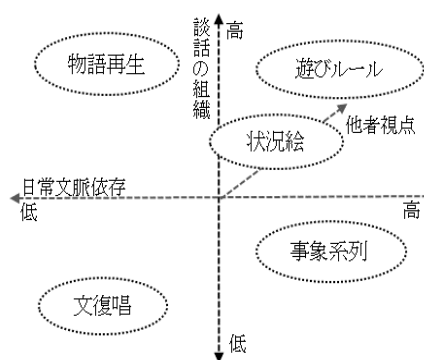 談話の組織
高
物語再生
遊びルール
他者視点
状況絵
日常文脈依存
低
高
事象系列
文復唱
低